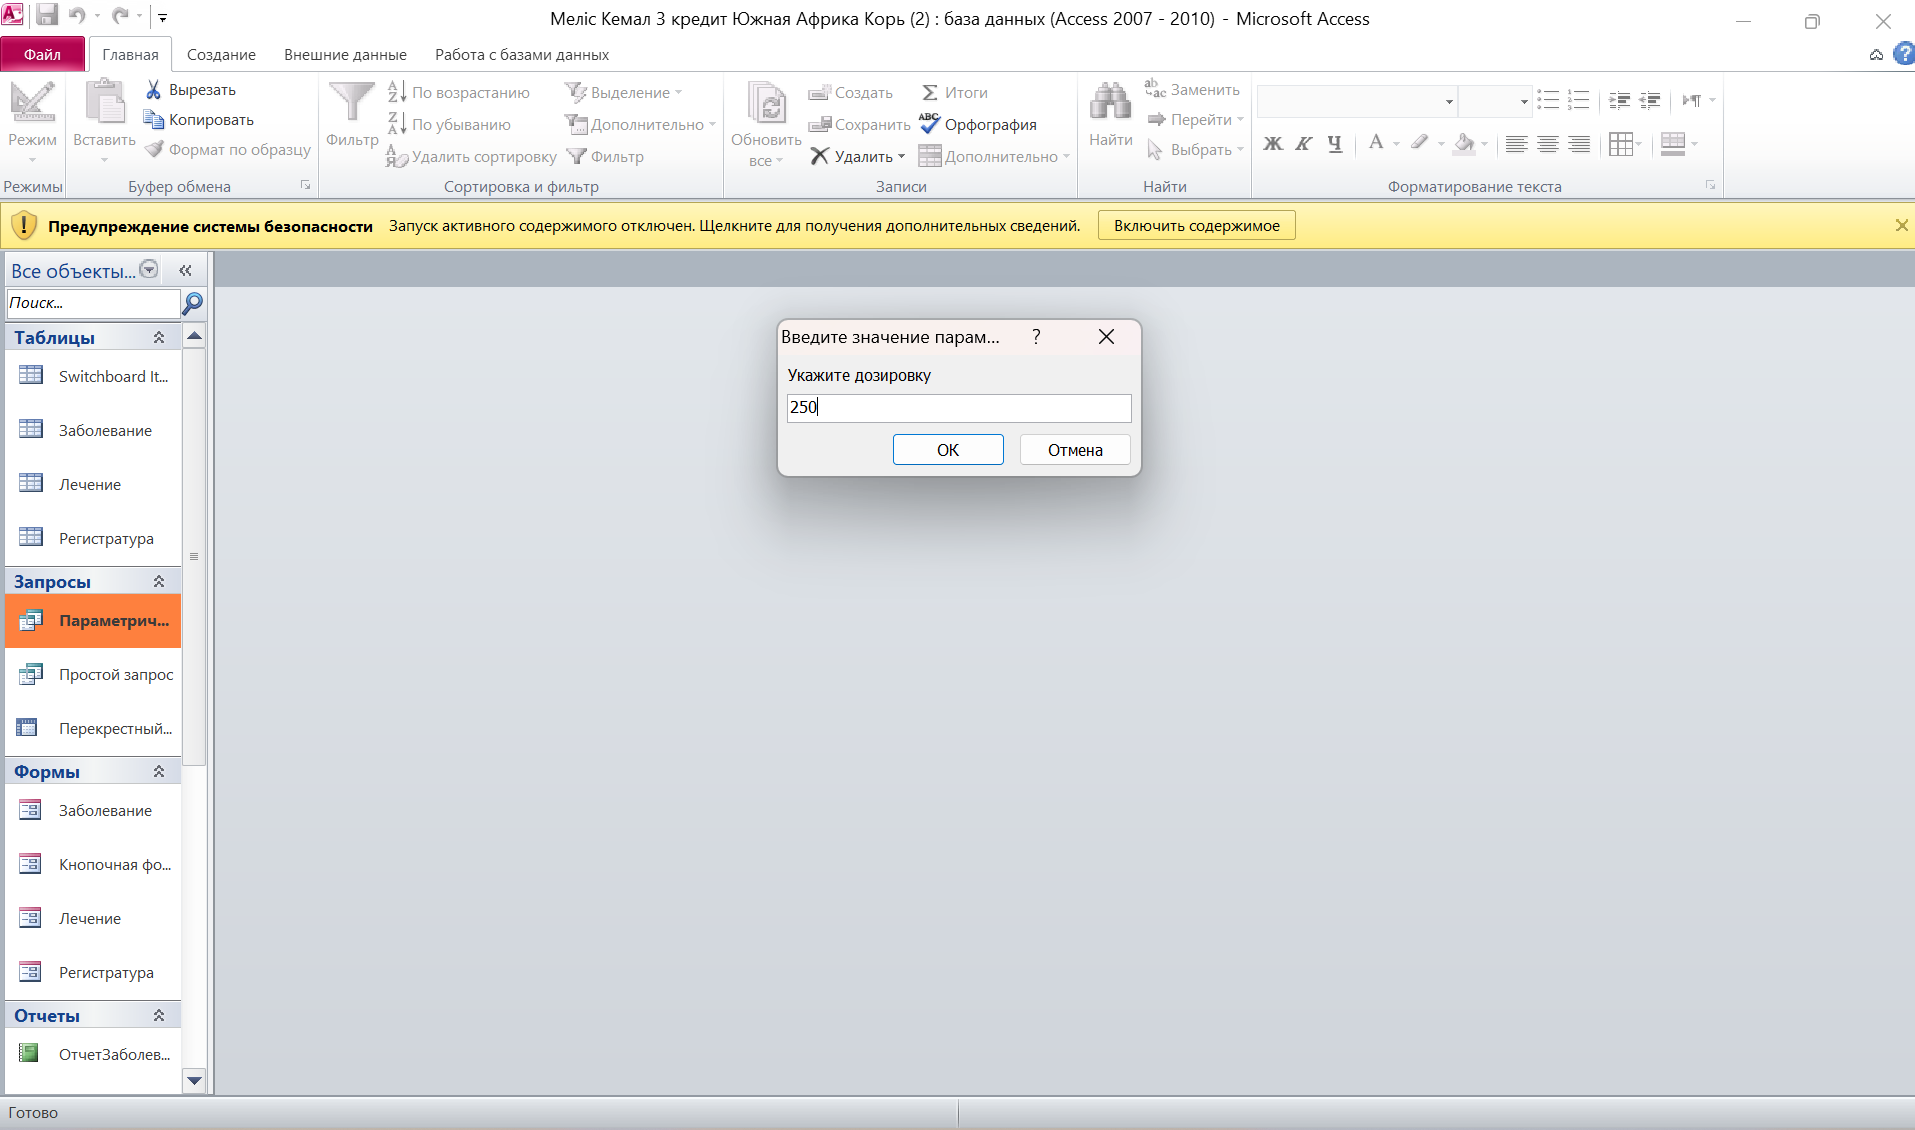 Меліс Кемал 3 кредит Южная Африка Корь (2) : база данных (Access 2007 - 2010) - Microsoft Access
Файл Главная Создание Внешние данные Работа с базами данных
Режим
Режимы
Вставить
Вырезать
Копировать
Формат по образцу
Буфер обмена
Фильтр
По возрастанию
По убыванию
Удалить сортировку
Выделение
Дополнительно
Фильтр
Сортировка и фильтр
Обновить
все
Создать
Сохранить
Удалить
Итоги
Орфография
Дополнительно
Записи
Найти
Заменить
Перейти
Выбрать
Найти
Ж К Ч
Форматирование текста
Предупреждение системы безопасности Запуск активного содержимого отключен. Щелкните для получения дополнительных сведений. Включить содержимое
Все объекты...
Поиск...
Таблицы
Switchboard It...
Заболевание
Лечение
Регистратура
Запросы
Параметрич...
Простой запрос
Перекрестный...
Формы
Заболевание
Кнопочная фо...
Лечение
Регистратура
Отчеты
ОтчетЗаболев...
Введите значение парам... ?
Укажите дозировку
250
ОК Отмена
Готово